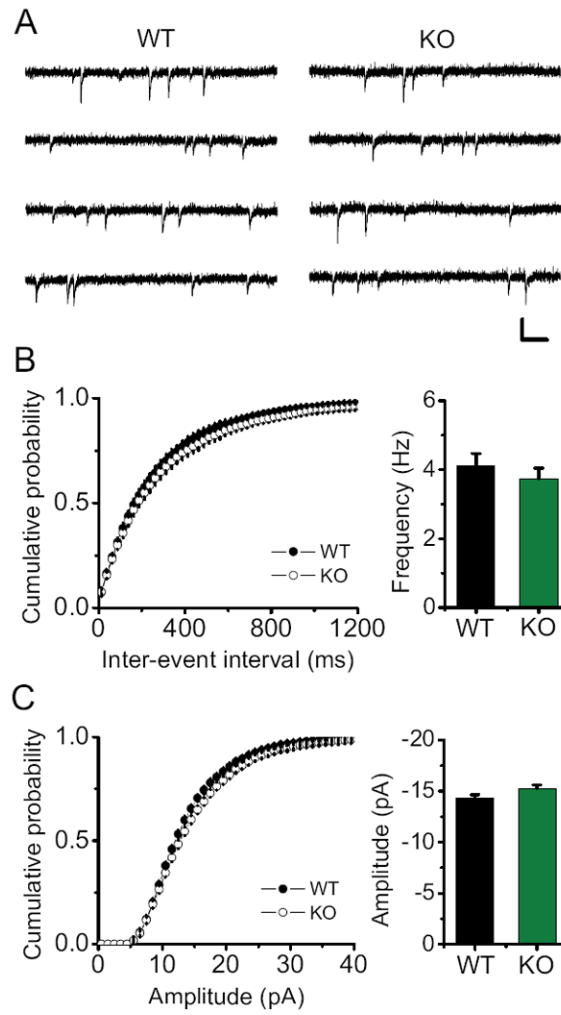 A
WT
KO
B
Cumulative probability
1.0
0.5
0.0
WT
KO
0
400
800
1200
Inter-event interval (ms)
Frequency (Hz)
6
4
2
0
WT
KO
C
Cumulative probability
1.0
0.5
0.0
WT
KO
0
10
20
30
40
Amplitude (pA)
Amplitude (pA)
-20
-15
-10
-5
0
WT
KO